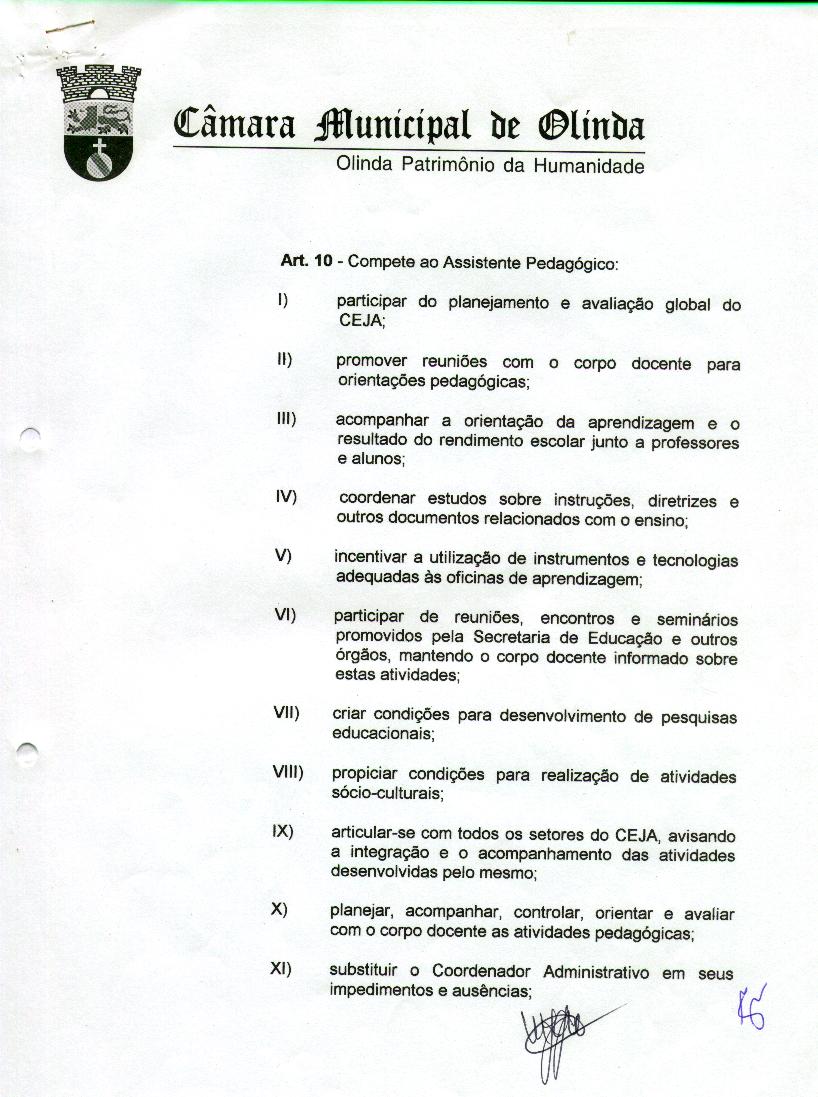 Câmara Municipal de Olinda
Olinda Patrimônio da Humanidade
Art. 10 - Compete ao Assistente Pedagógico:
I) participar do planejamento e avaliação global do
CEJA;
II) promover reuniões com o corpo docente para
orientações pedagógicas;
III) acompanhar a orientação da aprendizagem e o
resultado do rendimento escolar junto a professores
e alunos;
IV) coordenar estudos sobre instruções, diretrizes e
outros documentos relacionados com o ensino;
V) incentivar a utilização de instrumentos e tecnologias
adequadas às oficinas de aprendizagem;
VI) participar de reuniões, encontros e seminários
promovidos pela Secretaria de Educação e outros
órgãos, mantendo o corpo docente informado sobre
estas atividades;
VII) criar condições para desenvolvimento de pesquisas
educacionais;
VIII) propiciar condições para realização de atividades
sócio-culturais;
IX) articular-se com todos os setores do CEJA, avisando
a integração e o acompanhamento das atividades
desenvolvidas pelo mesmo;
X) planejar, acompanhar, controlar, orientar e avaliar
com o corpo docente as atividades pedagógicas;
XI) substituir o Coordenador Administrativo em seus
impedimentos e ausências;